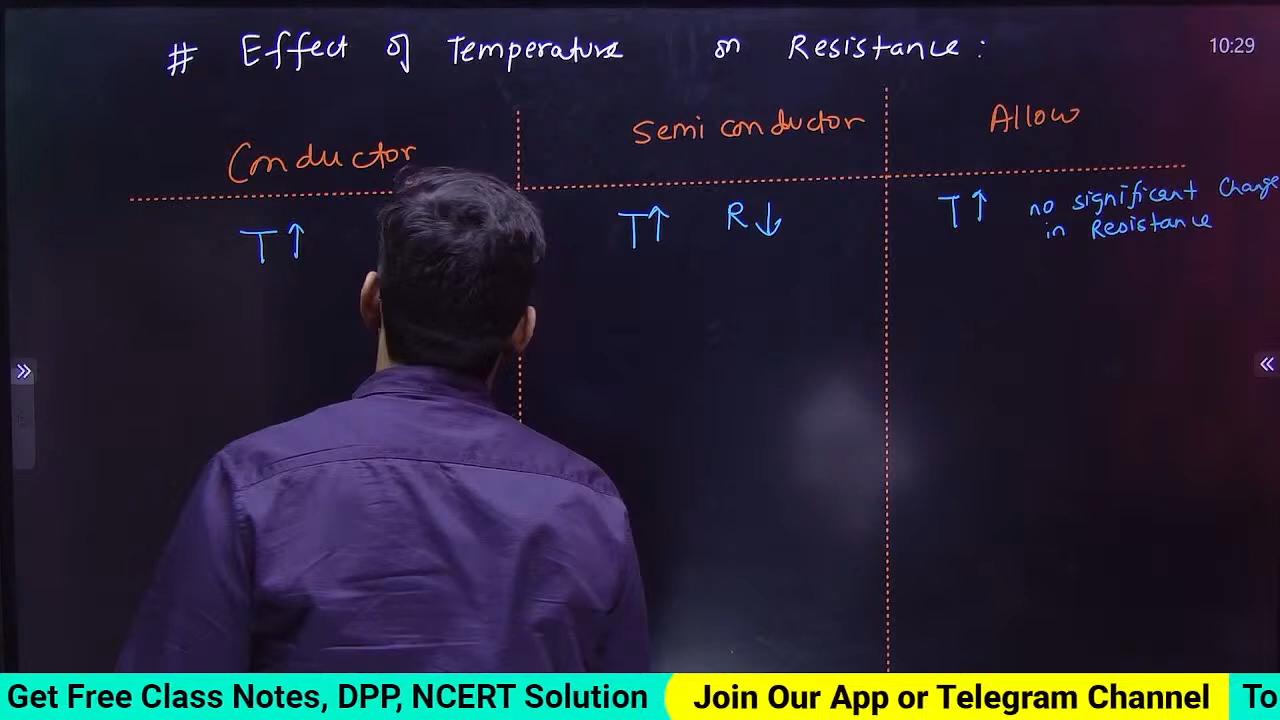 # Effect of Temperature on Resistance :
10:29
Conductor
Semi conductor
Allow
T↑
T↑ R↓
T↑ no significant Change
in Resistance
Get Free Class Notes, DPP, NCERT Solution
Join Our App or Telegram Channel
To